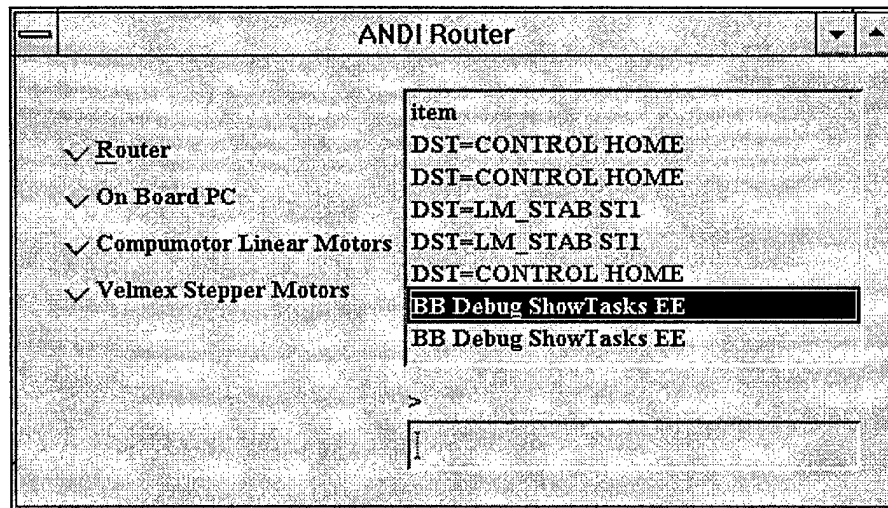 ANDI Router
Router
On Board PC
Compumotor Linear Motors
Velmex Stepper Motors
item
DST=CONTROL HOME
DST=CONTROL HOME
DST=LM_STAB ST1
DST=LM_STAB ST1
DST=CONTROL HOME
BB Debug ShowTasks EE
BB Debug ShowTasks EE
>